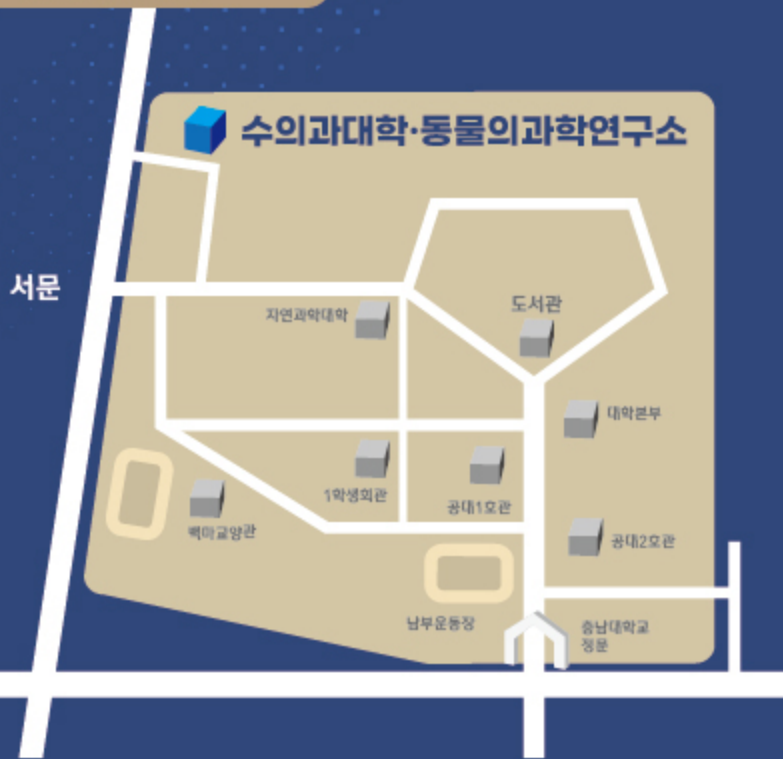 수의과대학·동물의과학연구소
서문
자연과학대학
도서관
대학본부
1학생회관
공대1호관
백마교양관
공대2호관
남부운동장
충남대학교
정문